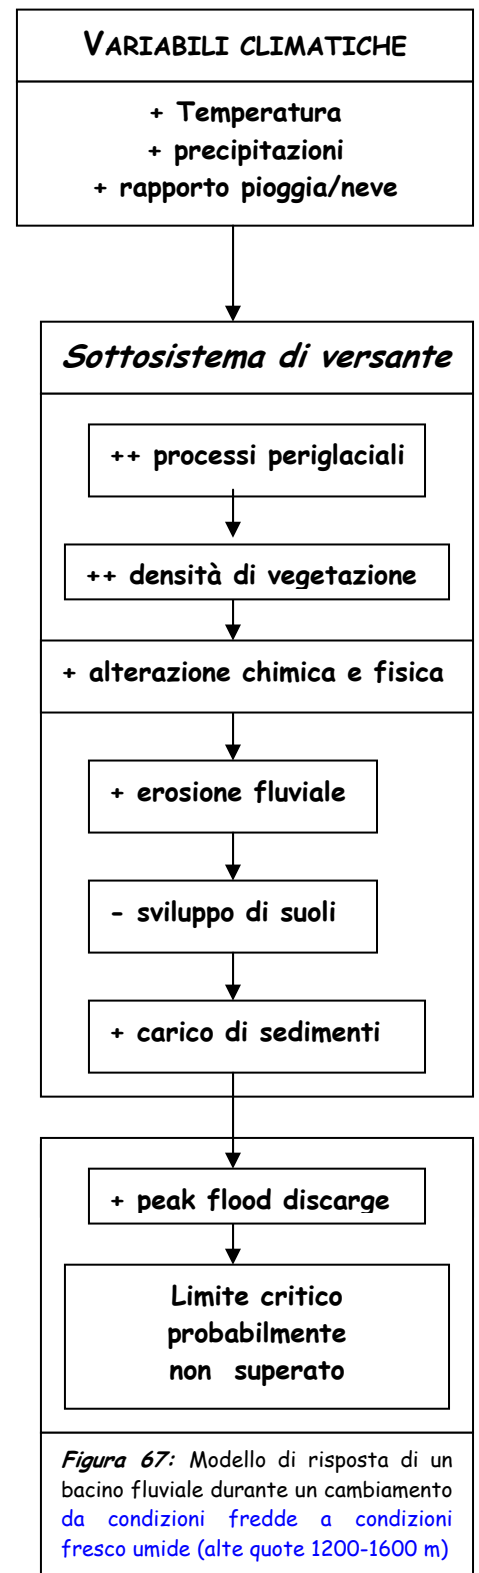 VARIABILI CLIMATICHE
+ Temperatura
+ precipitazioni
+ rapporto pioggia/neve
Sottosistema di versante
++ processi periglaciali
++ densità di vegetazione
+ alterazione chimica e fisica
+ erosione fluviale
- sviluppo di suoli
+ carico di sedimenti
+ peak flood discarge
Limite critico
probabilmente
non superato
Figura 67: Modello di risposta di un
bacino fluviale durante un cambiamento
da condizioni fredde a condizioni
fresco umide (alte quote 1200-1600 m)